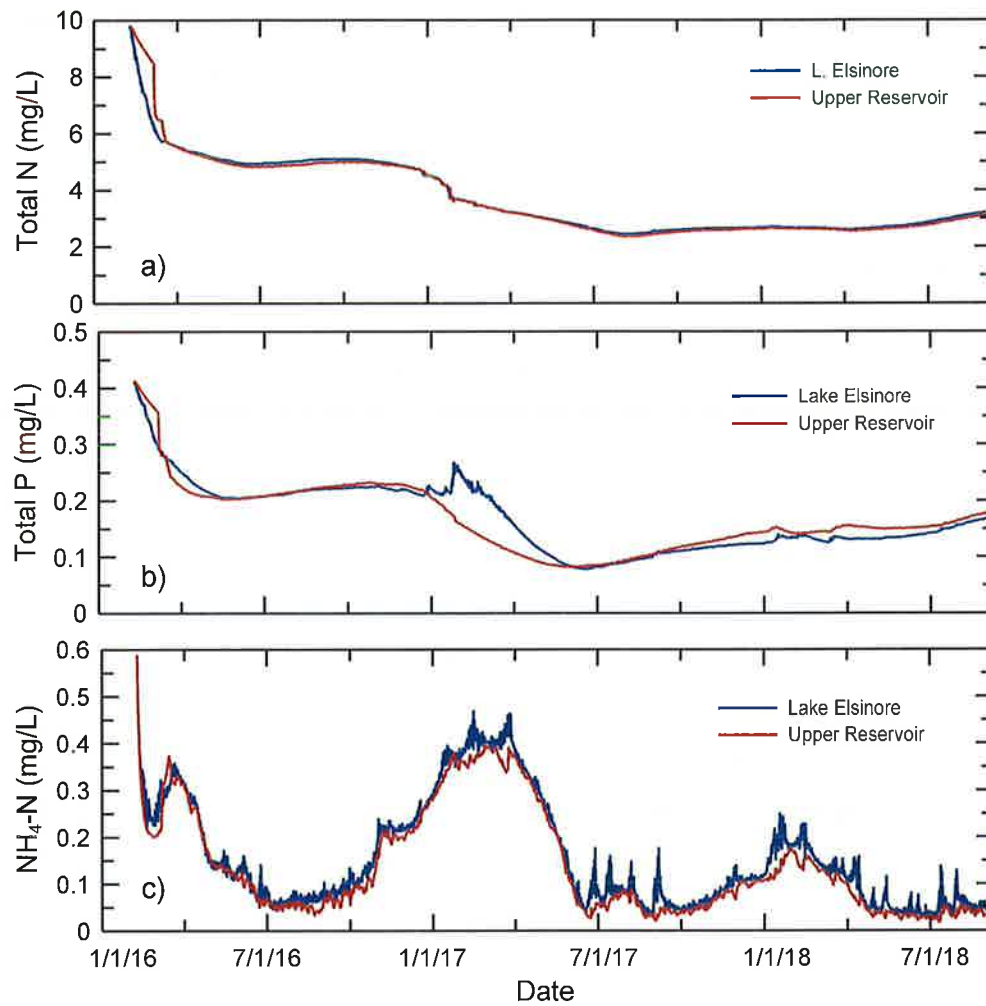 10
8
6
4
2
0
Total N (mg/L)
L. Elsinore
Upper Reservoir
a)
0.5
0.4
0.3
0.2
0.1
0
Total P (mg/L)
Lake Elsinore
Upper Reservoir
b)
0.6
0.5
0.4
0.3
0.2
0.1
0
NH₄-N (mg/L)
Lake Elsinore
Upper Reservoir
c)
1/1/16 7/1/16 1/1/17 7/1/17 1/1/18 7/1/18
Date